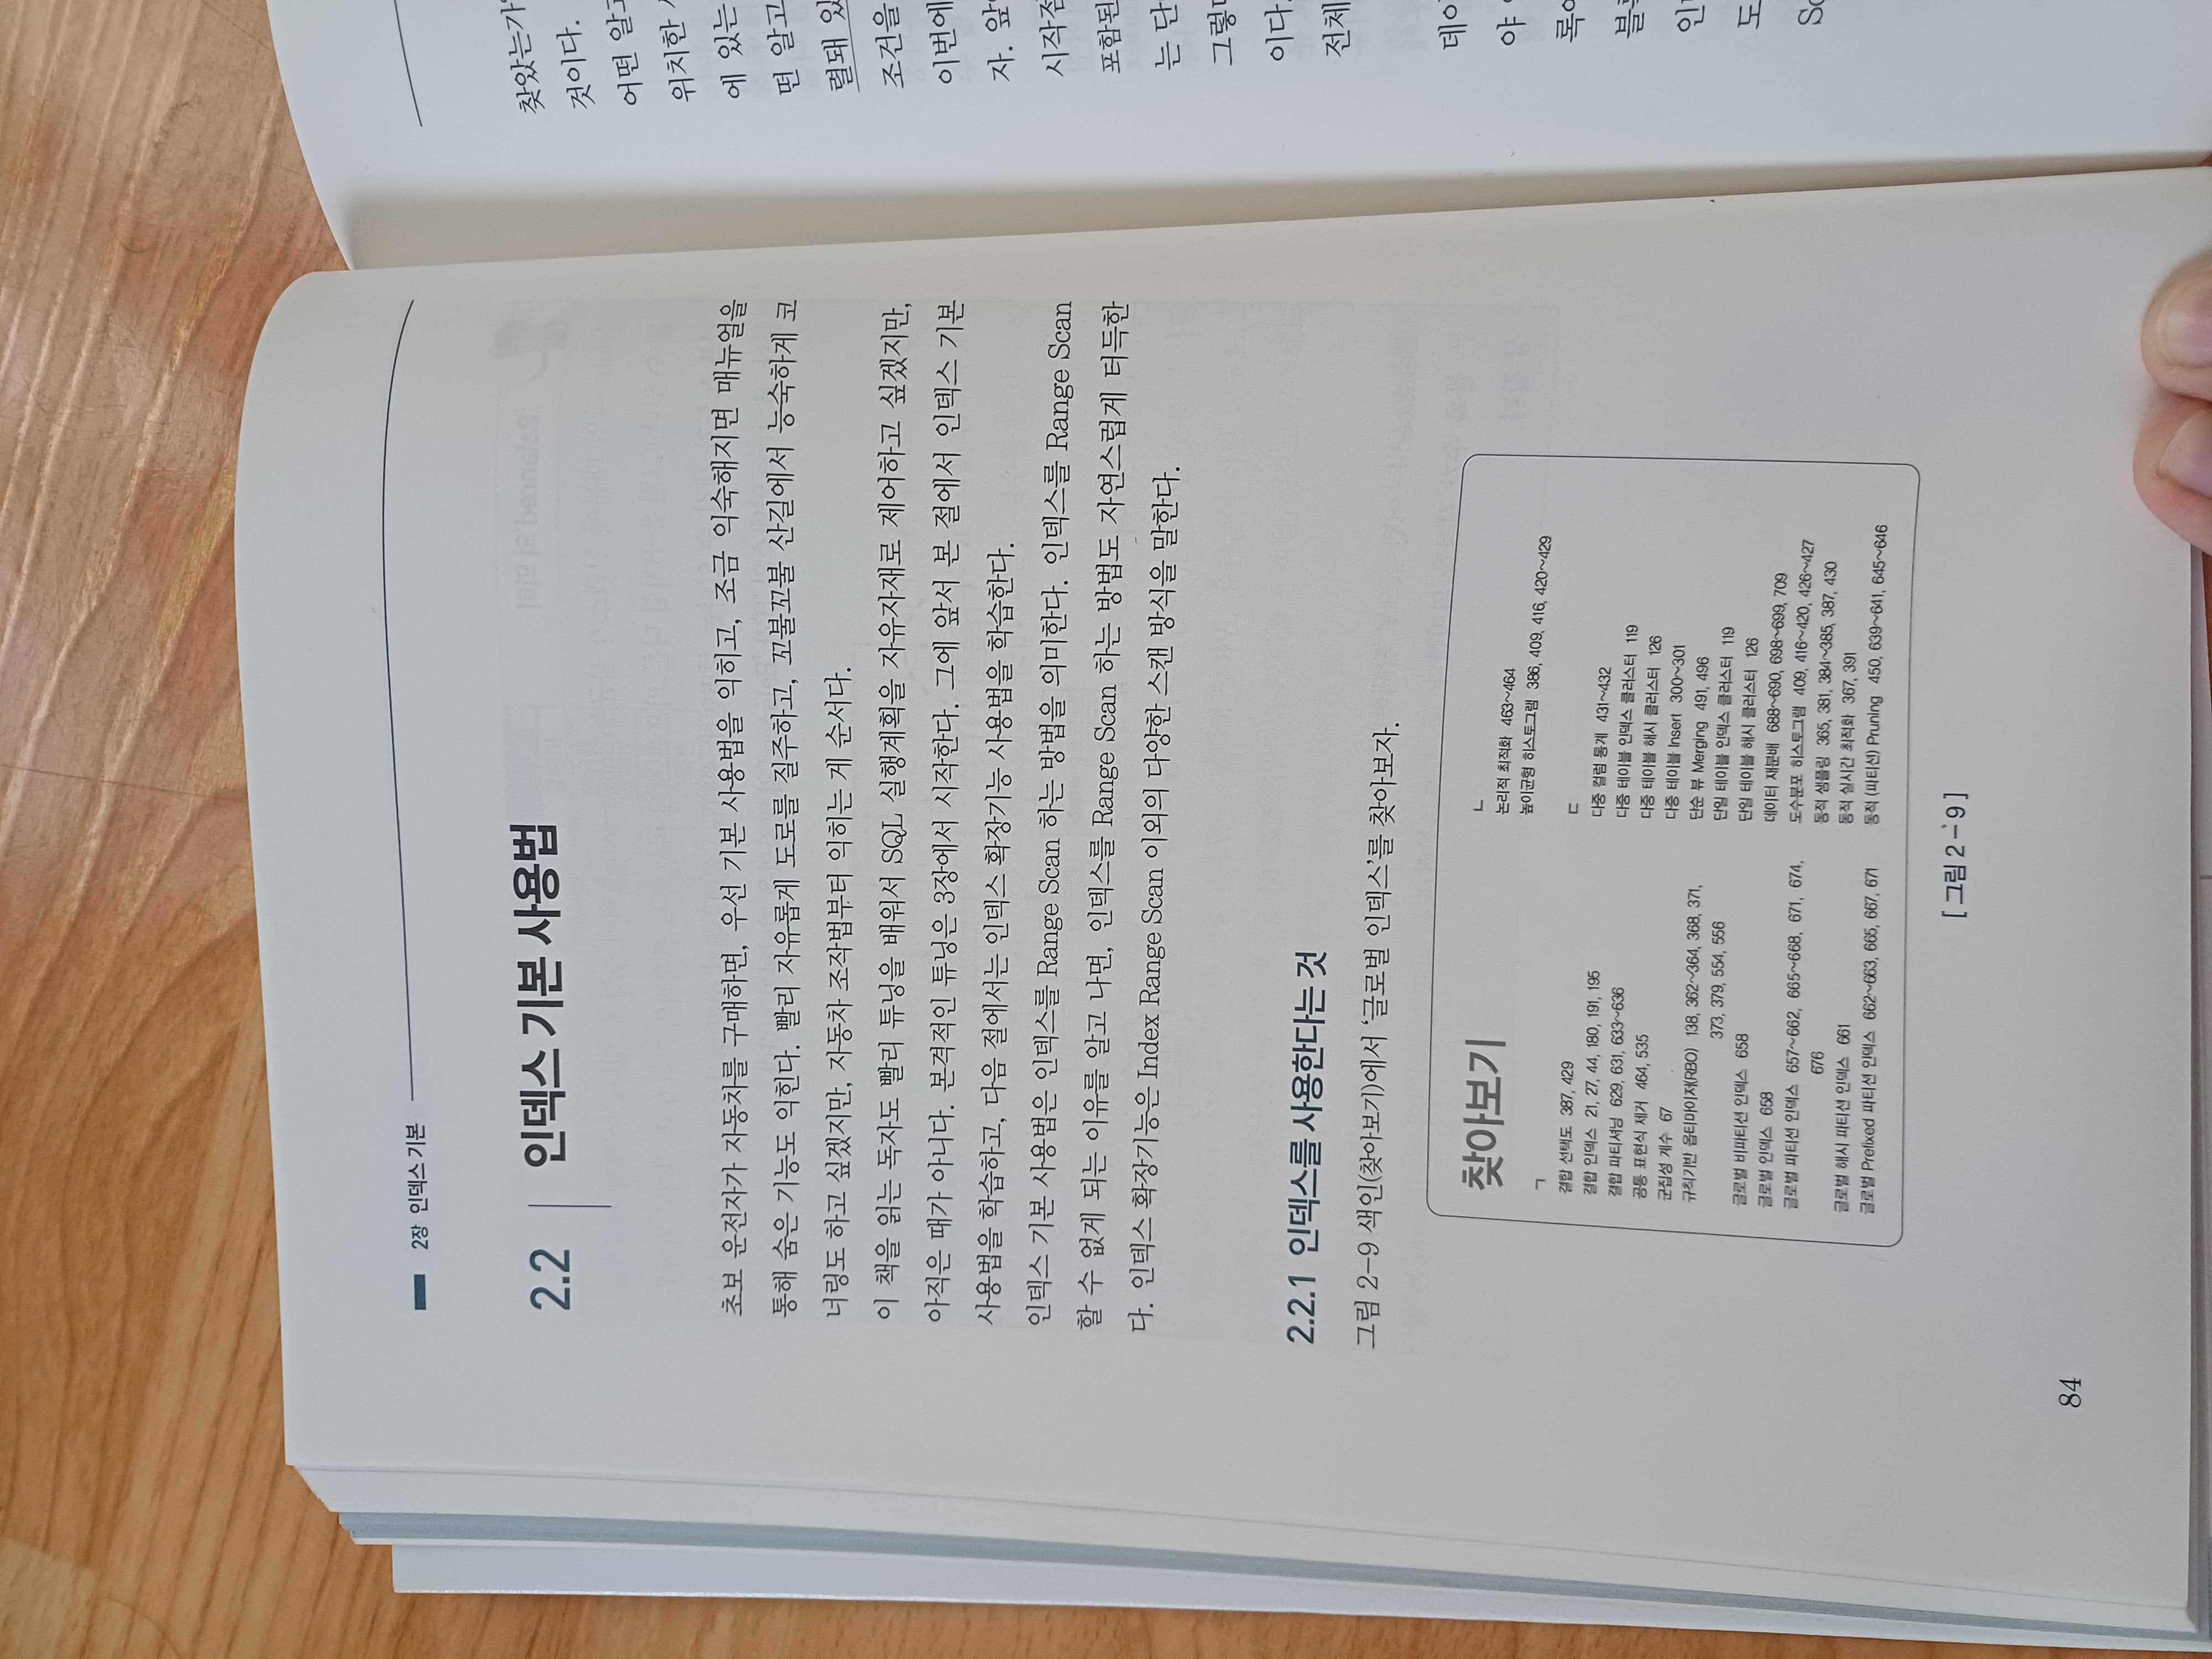 2장 인덱스 기본
2.2 인덱스 기본 사용법
초보 운전자가 자동차를 구매하면, 우선 기본 사용법을 익히고, 조금 익숙해지면 매뉴얼을
통해 숨은 기능도 익힌다. 빨리 자유롭게 도로를 질주하고, 꼬불꼬불 산길에서 능숙하게 코
너링도 하고 싶겠지만, 자동차 조작법부터 익히는 게 순서다.
이 책을 읽는 독자도 빨리 튜닝을 배워서 SQL 실행계획을 자유자재로 제어하고 싶겠지만,
아직은 때가 아니다. 본격적인 튜닝은 3장에서 시작한다. 그에 앞서 본 절에서 인덱스 기본
사용법을 학습하고, 다음 절에서는 인덱스 확장기능 사용법을 학습한다.
인덱스 기본 사용법은 인덱스를 Range Scan 하는 방법을 의미한다. 인덱스를 Range Scan
할 수 없게 되는 이유를 알고 나면, 인덱스를 Range Scan 하는 방법도 자연스럽게 터득한
다. 인덱스 확장기능은 Index Range Scan 이외의 다양한 스캔 방식을 말한다.
2.2.1 인덱스를 사용한다는 것
그림 2-9 색인(찾아보기)에서 ‘글로벌 인덱스’를 찾아보자.
찾아보기
ㄱ
결합 선택도 387, 429
결합 인덱스 21, 27, 44, 180, 191, 195
결합 파티셔닝 629, 631, 633~636
공통 표현식 제거 464, 535
군집성 계수 67
규칙기반 옵티마이저(RBO) 138, 362~364, 368, 371,
373, 379, 554, 556
글로벌 비파티션 인덱스 658
글로벌 인덱스 658
글로벌 파티션 인덱스 657~662, 665~668, 671, 674,
676
글로벌 해시 파티션 인덱스 661
글로벌 Prefixed 파티션 인덱스 662~663, 665, 667, 671
ㄴ
논리적 최적화 463~464
높이균형 히스토그램 386, 409, 416, 420~429
ㄷ
다중 컬럼 통계 431~432
다중 테이블 인덱스 클러스터 119
다중 테이블 해시 클러스터 126
다중 테이블 Insert 300~301
단순 뷰 Merging 491, 496
단일 테이블 인덱스 클러스터 119
단일 테이블 해시 클러스터 126
데이터 재분배 688~690, 698~699, 709
도수분포 히스토그램 409, 416~420, 426~427
동적 샘플링 365, 381, 384~385, 387, 430
동적 실시간 최적화 367, 391
동적 (파티션) Pruning 450, 639~641, 645~646
[ 그림 2-9 ]
84
찾았는가
것이다.
어떤
위치한
에 있는
떤
렬돼
조건을
이번에
자.
포함된
는
이다.
전체
야
도